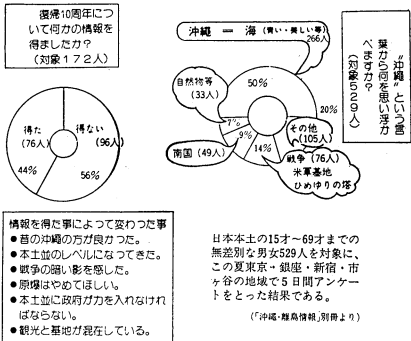 復帰10周年につ
いて何かの情報を
得ましたか?
(対象172人)
得た
(76人)
得ない
(96人)
44%
56%
沖縄 ー 海 (青い・美しい等)
266人
自然物等
(33人)
50%
20%
7%
9%
14%
その他
(105人)
南国 (49人)
戦争 (76人)
米軍基地
ひめゆりの塔
“沖縄”という言
葉から何を思い浮か
べますか?
(対象529人)
情報を得た事によって変わった事
●昔の沖縄の方が良かった。
●本土並のレベルになってきた。
●戦争の暗い影を感した。
●原爆はやめてほしい。
●本土並に政府が力を入れなけれ
ばならない。
●観光と基地が混在している。
日本本土の15才〜69才までの
無差別な男女529人を対象に、
この夏東京→銀座・新宿・市
ヶ谷の地域で5日間アンケー
トをとった結果である。
(「沖縄・離島情報」別冊より)